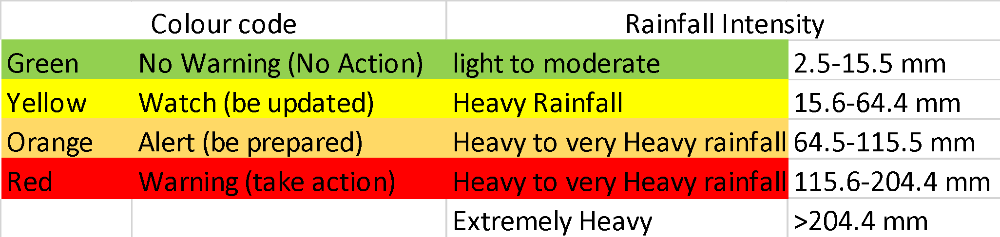 Colour code Rainfall Intensity
Green No Warning (No Action) light to moderate 2.5-15.5 mm
Yellow Watch (be updated) Heavy Rainfall 15.6-64.4 mm
Orange Alert (be prepared) Heavy to very Heavy rainfall 64.5-115.5 mm
Red Warning (take action) Heavy to very Heavy rainfall 115.6-204.4 mm
Extremely Heavy >204.4 mm